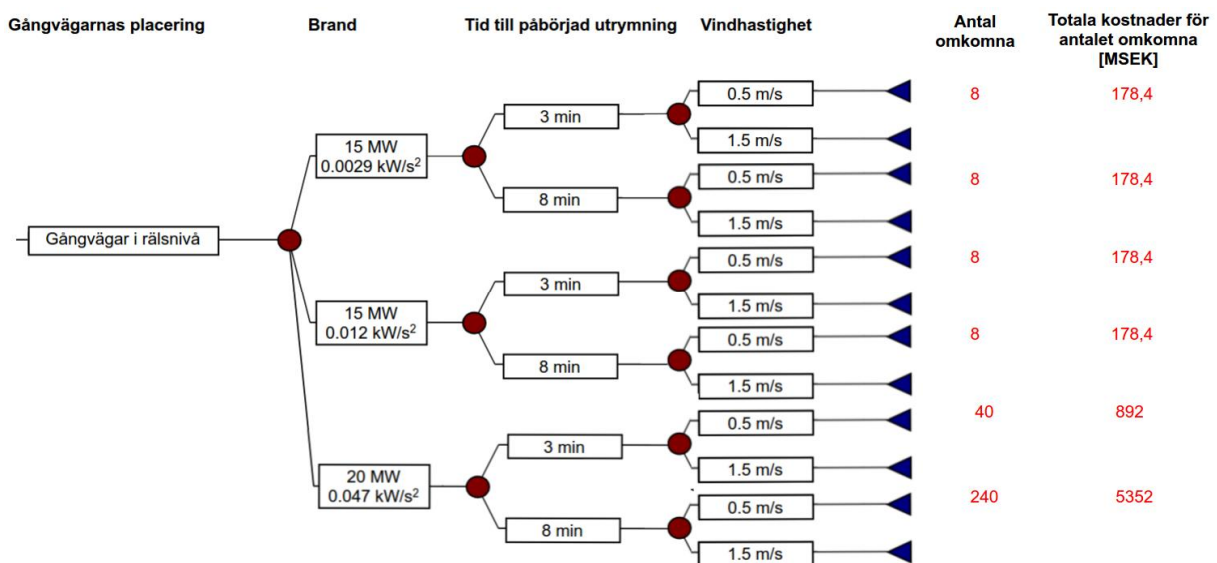 Gångvägarnas placering Brand Tid till påbörjad utrymning Vindhastighet Antal omkomna Totala kostnader för antalet omkomna [MSEK]
0.5 m/s 8 178,4
3 min
1.5 m/s
15 MW
0.0029 kW/s²
0.5 m/s 8 178,4
8 min
1.5 m/s
Gångvägar i rälsnivå
0.5 m/s 8 178,4
3 min
1.5 m/s
15 MW
0.012 kW/s²
0.5 m/s 8 178,4
8 min
1.5 m/s
0.5 m/s 40 892
3 min
1.5 m/s
20 MW
0.047 kW/s²
0.5 m/s 240 5352
8 min
1.5 m/s